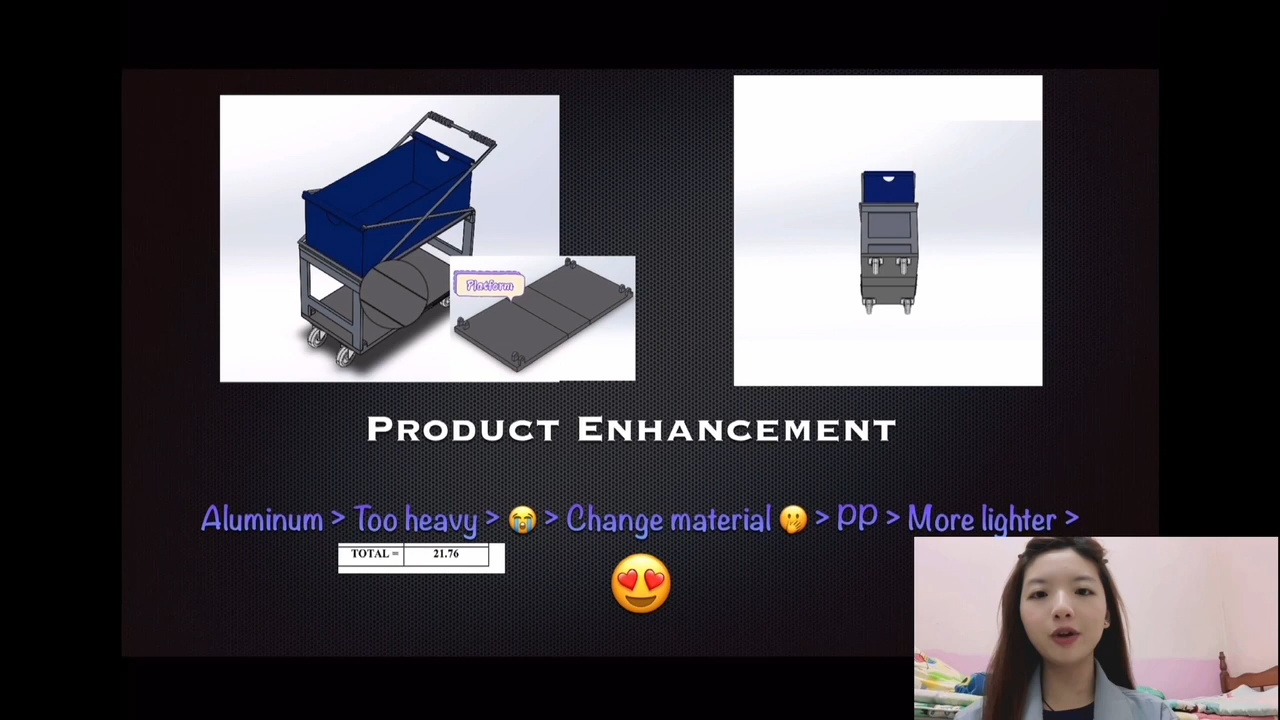 Platform
PRODUCT ENHANCEMENT
Aluminum > Too heavy > 😭 > Change material 🤭 > PP > More lighter >
TOTAL = 21.76
😍